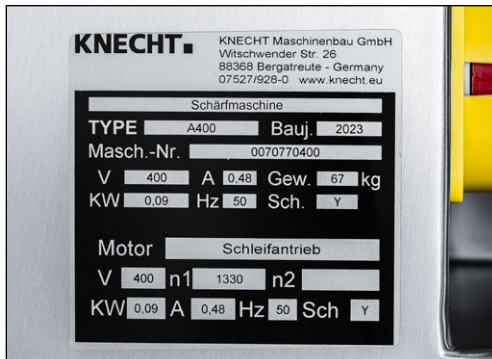 KNECHT
KNECHT Maschinenbau GmbH
Witschwender Str. 26
88368 Bergatreute - Germany
07527/928-0 www.knecht.eu
Schärfmaschine
TYPE A400 Bauj. 2023
Masch.-Nr. 0070770400
V 400 A 0,48 Gew. 67 kg
KW 0,09 Hz 50 Sch. Y
Motor Schleifantrieb
V 400 n1 1330 n2
KW 0,09 A 0,48 Hz 50 Sch Y